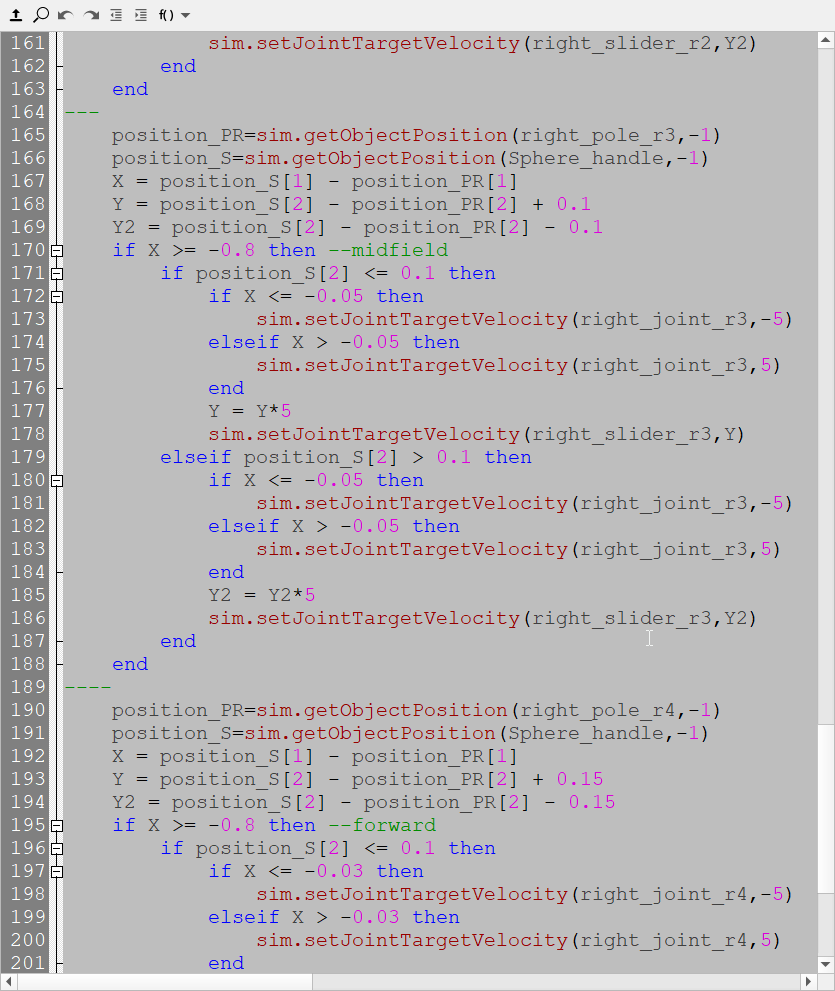 f()
161 sim.setJointTargetVelocity(right_slider_r2,Y2)
162 end
163 end
164 ---
165 position_PR=sim.getObjectPosition(right_pole_r3,-1)
166 position_S=sim.getObjectPosition(Sphere_handle,-1)
167 X = position_S[1] - position_PR[1]
168 Y = position_S[2] - position_PR[2] + 0.1
169 Y2 = position_S[2] - position_PR[2] - 0.1
170 if X >= -0.8 then --midfield
171 if position_S[2] <= 0.1 then
172 if X <= -0.05 then
173 sim.setJointTargetVelocity(right_joint_r3,-5)
174 elseif X > -0.05 then
175 sim.setJointTargetVelocity(right_joint_r3,5)
176 end
177 Y = Y*5
178 sim.setJointTargetVelocity(right_slider_r3,Y)
179 elseif position_S[2] > 0.1 then
180 if X <= -0.05 then
181 sim.setJointTargetVelocity(right_joint_r3,-5)
182 elseif X > -0.05 then
183 sim.setJointTargetVelocity(right_joint_r3,5)
184 end
185 Y2 = Y2*5
186 sim.setJointTargetVelocity(right_slider_r3,Y2)
187 end
188 end
189 ----
190 position_PR=sim.getObjectPosition(right_pole_r4,-1)
191 position_S=sim.getObjectPosition(Sphere_handle,-1)
192 X = position_S[1] - position_PR[1]
193 Y = position_S[2] - position_PR[2] + 0.15
194 Y2 = position_S[2] - position_PR[2] - 0.15
195 if X >= -0.8 then --forward
196 if position_S[2] <= 0.1 then
197 if X <= -0.03 then
198 sim.setJointTargetVelocity(right_joint_r4,-5)
199 elseif X > -0.03 then
200 sim.setJointTargetVelocity(right_joint_r4,5)
201 end